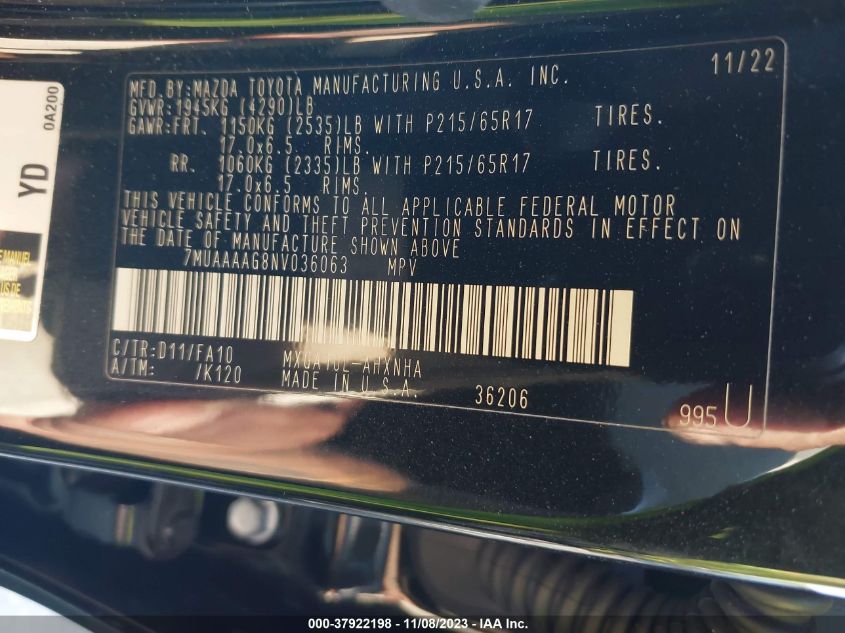 0A200
YD
11/22
MFD.BY:MAZDA TOYOTA MANUFACTURING U.S.A. INC.
GVWR:1945KG (4290)LB
GAWR:FRT. 1150KG (2535)LB WITH P215/65R17 TIRES.
17.0x6.5 RIMS.
RR. 1060KG (2335)LB WITH P215/65R17 TIRES.
17.0x6.5 RIMS.
THIS VEHICLE CONFORMS TO ALL APPLICABLE FEDERAL MOTOR
VEHICLE SAFETY AND THEFT PREVENTION STANDARDS IN EFFECT ON
THE DATE OF MANUFACTURE SHOWN ABOVE
7MUAAAAG8NV036063 MPV
C/TR:D11/FA10
A/TM: /K120
MXGA10L-AHXNHA
MADE IN U.S.A.
36206
995 U
000-37922198 - 11/08/2023 - IAA Inc.